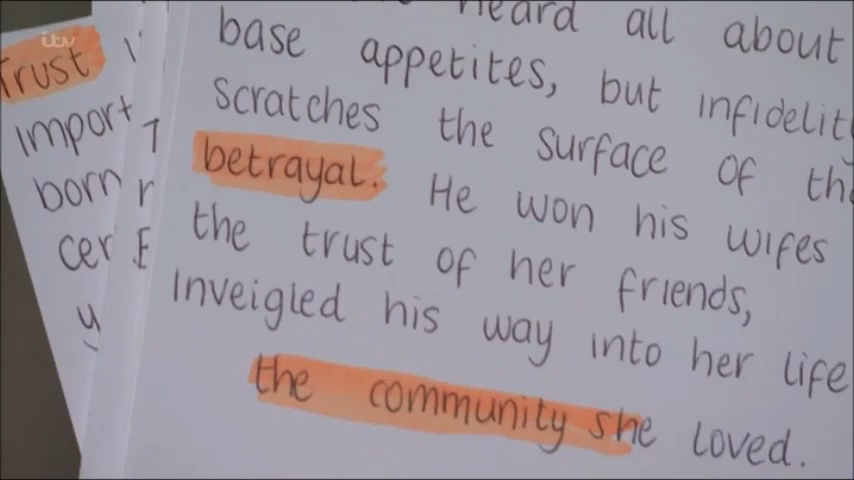 itv
Trust
import
born
cer
y
heard all about
base appetites, but infidelit
scratches the surface of th
betrayal. He won his wifes
the trust of her friends,
inveigled his way into her life
the community she loved.